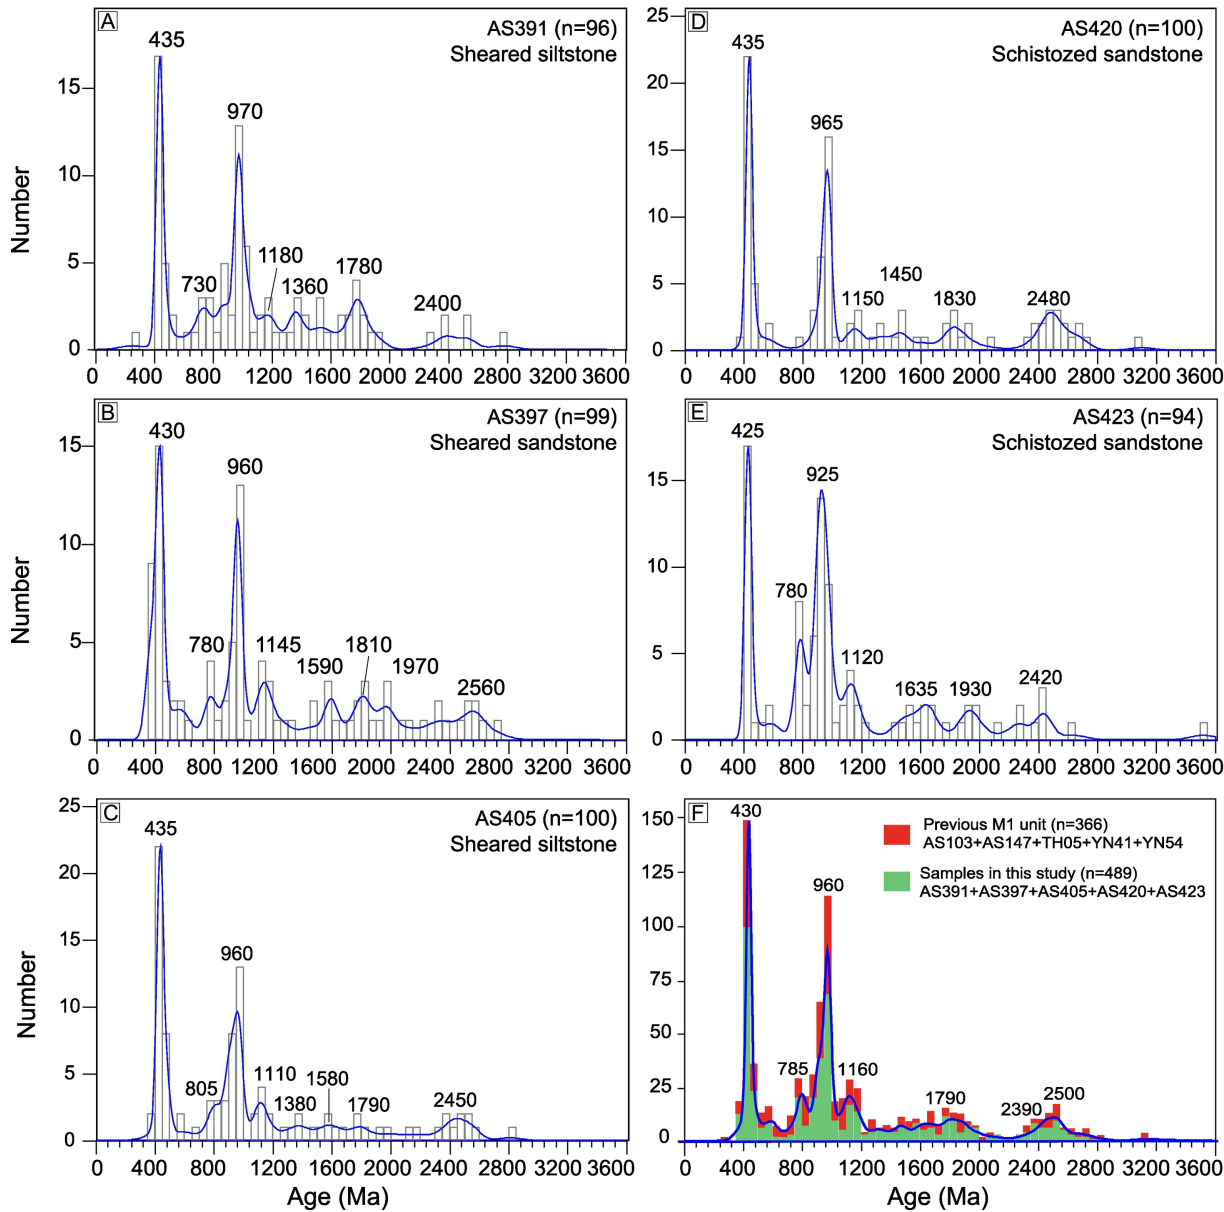 A
AS391 (n=96)
Sheared siltstone
435
970
730
1180
1360
1780
2400
15
10
5
0
Number
0 400 800 1200 1600 2000 2400 2800 3200 3600
B
AS397 (n=99)
Sheared sandstone
430
960
780
1145
1590
1810
1970
2560
15
10
5
0
Number
0 400 800 1200 1600 2000 2400 2800 3200 3600
C
AS405 (n=100)
Sheared siltstone
435
960
805
1110
1380
1580
1790
2450
25
20
15
10
5
0
Number
0 400 800 1200 1600 2000 2400 2800 3200 3600
Age (Ma)
D
AS420 (n=100)
Schistozed sandstone
435
965
1150
1450
1830
2480
25
20
15
10
5
0
0 400 800 1200 1600 2000 2400 2800 3200 3600
E
AS423 (n=94)
Schistozed sandstone
425
925
780
1120
1635
1930
2420
15
10
5
0
0 400 800 1200 1600 2000 2400 2800 3200 3600
F
Previous M1 unit (n=366)
AS103+AS147+TH05+YN41+YN54
Samples in this study (n=489)
AS391+AS397+AS405+AS420+AS423
430
960
785
1160
1790
2390
2500
150
125
100
75
50
25
0
0 400 800 1200 1600 2000 2400 2800 3200 3600
Age (Ma)